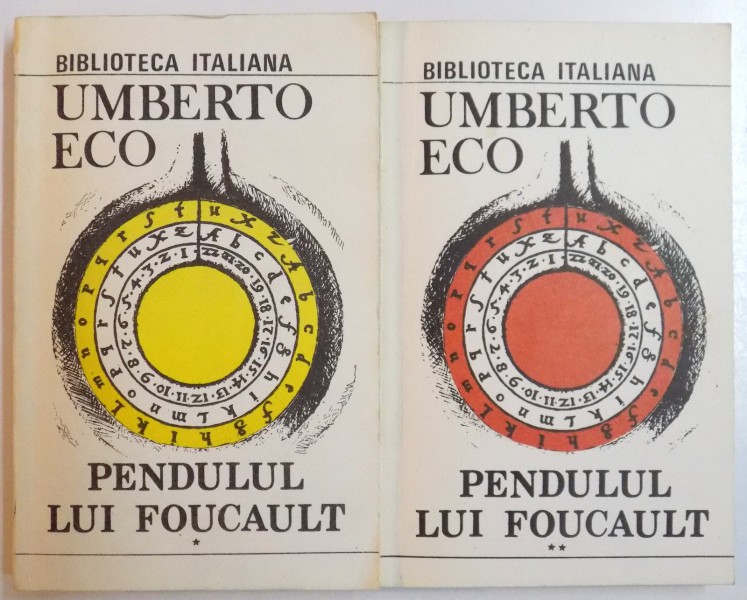 BIBLIOTECA ITALIANA
UMBERTO
ECO
PENDULUL
LUI FOUCAULT
*
BIBLIOTECA ITALIANA
UMBERTO
ECO
PENDULUL
LUI FOUCAULT
**